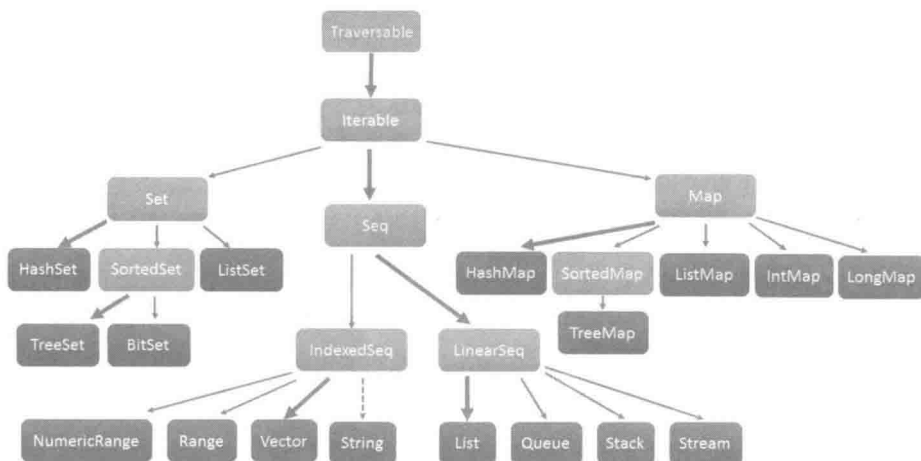 Traversable
Iterable
Set
Seq
Map
HashSet
SortedSet
ListSet
HashMap
SortedMap
ListMap
IntMap
LongMap
TreeSet
BitSet
IndexedSeq
LinearSeq
TreeMap
NumericRange
Range
Vector
String
List
Queue
Stack
Stream